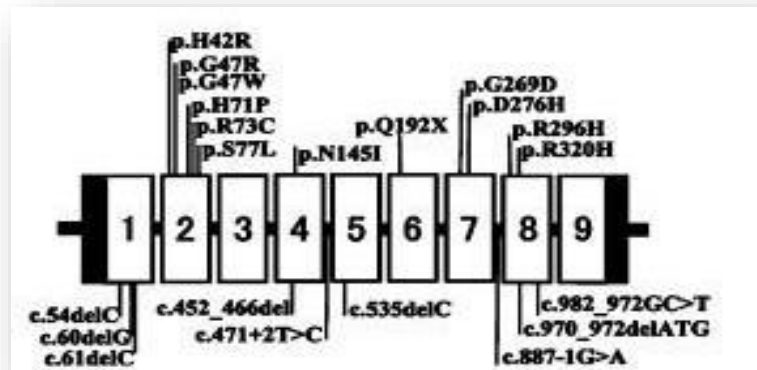 p.H42R
p.G47R
p.G47W
p.H71P
p.R73C
p.S77L
p.N145I
p.Q192X
p.G269D
p.D276H
p.R296H
p.R320H
1 2 3 4 5 6 7 8 9
c.54delC
c.60delG
c.61delC
c.452_466del
c.471+2T>C
c.535delC
c.982_972GC>T
c.970_972delATG
c.887-1G>A